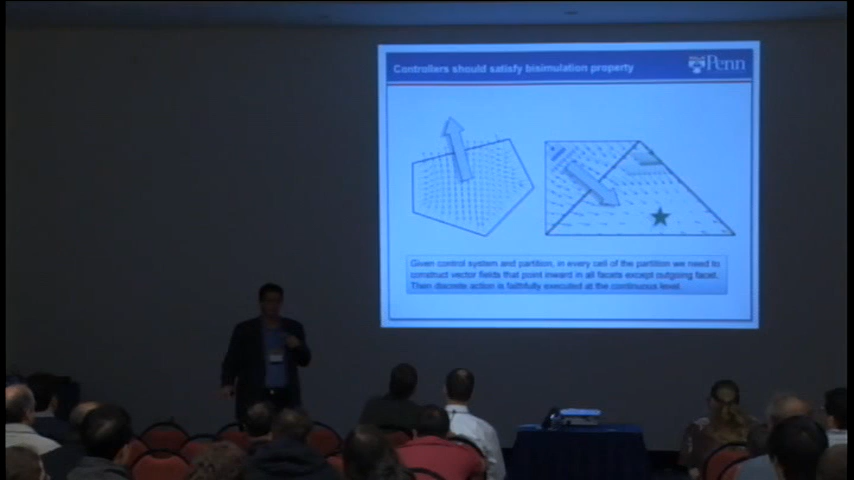 Controllers should satisfy bisimulation property
Penn
Given control system and partition, in every cell of the partition we need to
construct vector fields that point inward in all facets except outgoing facet.
Then discrete action is faithfully executed at the continuous level.